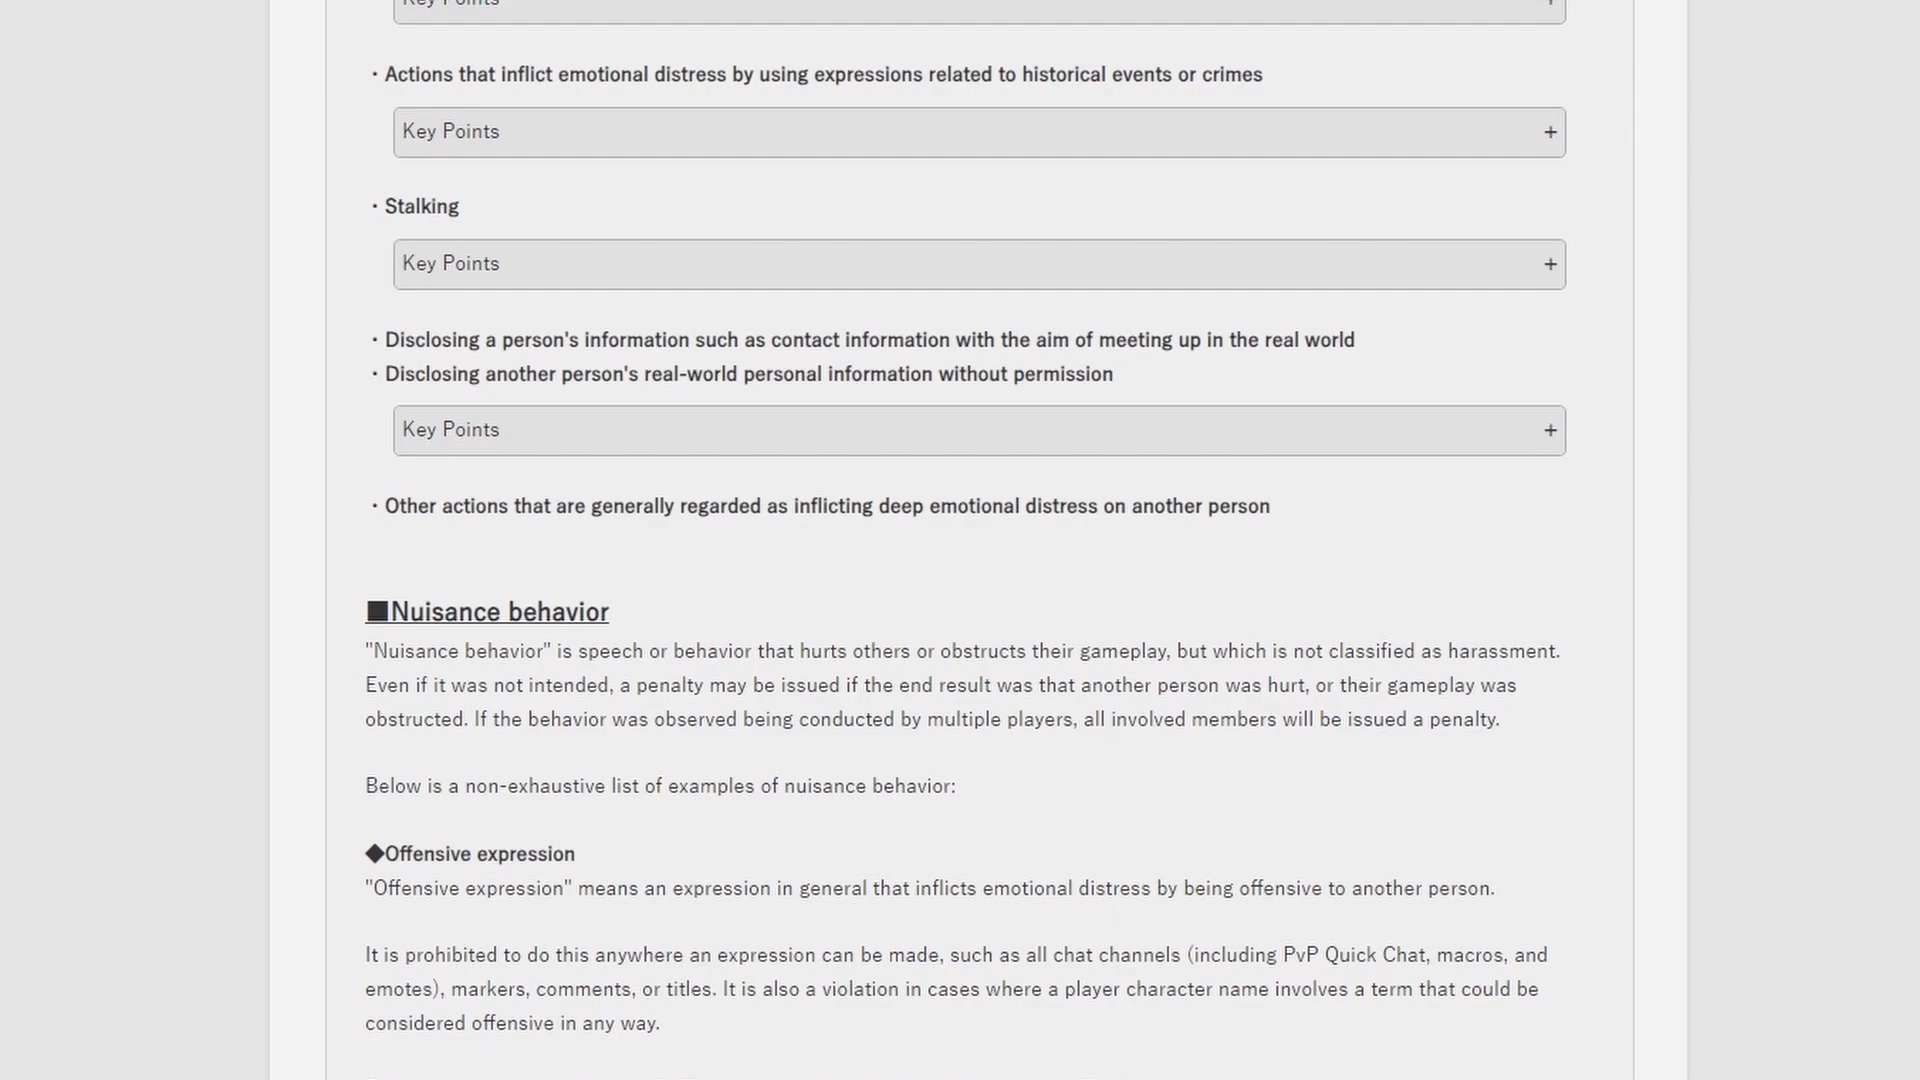 Key Points +
・Actions that inflict emotional distress by using expressions related to historical events or crimes
Key Points +
・Stalking
Key Points +
・Disclosing a person's information such as contact information with the aim of meeting up in the real world
・Disclosing another person's real-world personal information without permission
Key Points +
・Other actions that are generally regarded as inflicting deep emotional distress on another person
■Nuisance behavior
"Nuisance behavior" is speech or behavior that hurts others or obstructs their gameplay, but which is not classified as harassment.
Even if it was not intended, a penalty may be issued if the end result was that another person was hurt, or their gameplay was
obstructed. If the behavior was observed being conducted by multiple players, all involved members will be issued a penalty.
Below is a non-exhaustive list of examples of nuisance behavior:
◆Offensive expression
"Offensive expression" means an expression in general that inflicts emotional distress by being offensive to another person.
It is prohibited to do this anywhere an expression can be made, such as all chat channels (including PvP Quick Chat, macros, and
emotes), markers, comments, or titles. It is also a violation in cases where a player character name involves a term that could be
considered offensive in any way.